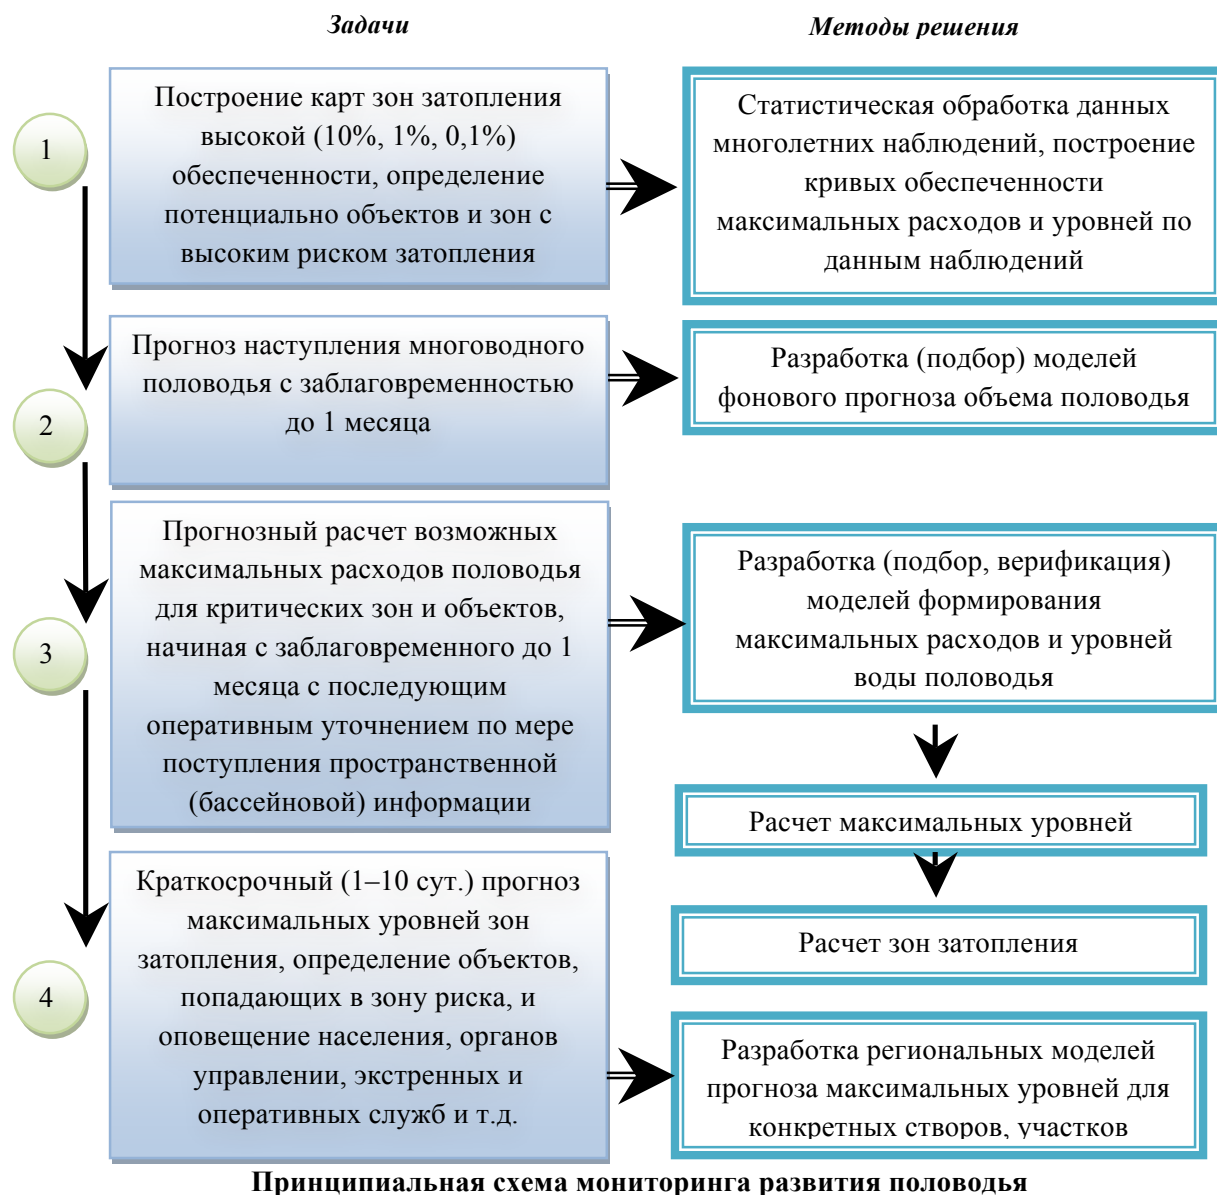 Задачи
Методы решения
1
Построение карт зон затопления
высокой (10%, 1%, 0,1%)
обеспеченности, определение
потенциально объектов и зон с
высоким риском затопления
Статистическая обработка данных
многолетних наблюдений, построение
кривых обеспеченности
максимальных расходов и уровней по
данным наблюдений
2
Прогноз наступления многоводного
половодья с заблаговременностью
до 1 месяца
Разработка (подбор) моделей
фонового прогноза объема половодья
3
Прогнозный расчет возможных
максимальных расходов половодья
для критических зон и объектов,
начиная с заблаговременного до 1
месяца с последующим
оперативным уточнением по мере
поступления пространственной
(бассейновой) информации
Разработка (подбор, верификация)
моделей формирования
максимальных расходов и уровней
воды половодья
Расчет максимальных уровней
Расчет зон затопления
4
Краткосрочный (1–10 сут.) прогноз
максимальных уровней зон
затопления, определение объектов,
попадающих в зону риска, и
оповещение населения, органов
управлении, экстренных и
оперативных служб и т.д.
Разработка региональных моделей
прогноза максимальных уровней для
конкретных створов, участков
Принципиальная схема мониторинга развития половодья